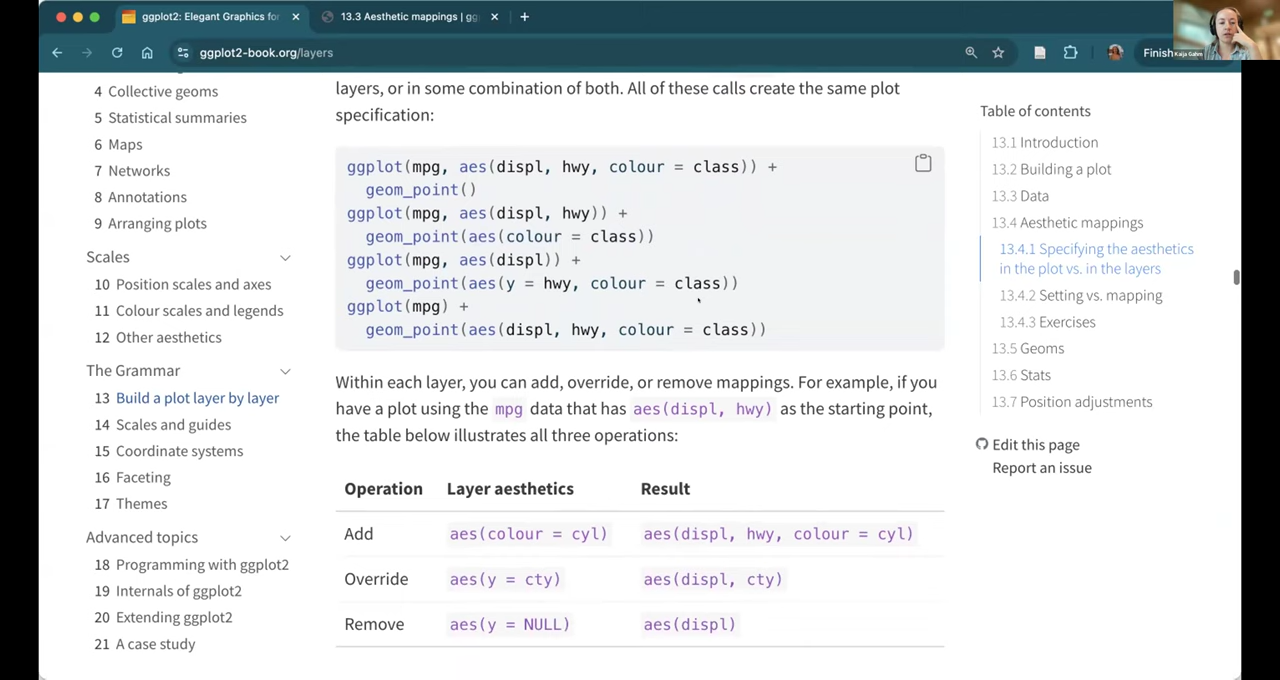 ggplot2: Elegant Graphics for
13.3 Aesthetic mappings | gg
ggplot2-book.org/layers
Finish
Kaija Gahm
4 Collective geoms
5 Statistical summaries
6 Maps
7 Networks
8 Annotations
9 Arranging plots
Scales
10 Position scales and axes
11 Colour scales and legends
12 Other aesthetics
The Grammar
13 Build a plot layer by layer
14 Scales and guides
15 Coordinate systems
16 Faceting
17 Themes
Advanced topics
18 Programming with ggplot2
19 Internals of ggplot2
20 Extending ggplot2
21 A case study
layers, or in some combination of both. All of these calls create the same plot
specification:
ggplot(mpg, aes(displ, hwy, colour = class)) +
  geom_point()
ggplot(mpg, aes(displ, hwy)) +
  geom_point(aes(colour = class))
ggplot(mpg, aes(displ)) +
  geom_point(aes(y = hwy, colour = class))
ggplot(mpg) +
  geom_point(aes(displ, hwy, colour = class))
Within each layer, you can add, override, or remove mappings. For example, if you
have a plot using the mpg data that has aes(displ, hwy) as the starting point,
the table below illustrates all three operations:
Operation Layer aesthetics Result
Add aes(colour = cyl) aes(displ, hwy, colour = cyl)
Override aes(y = cty) aes(displ, cty)
Remove aes(y = NULL) aes(displ)
Table of contents
13.1 Introduction
13.2 Building a plot
13.3 Data
13.4 Aesthetic mappings
13.4.1 Specifying the aesthetics
in the plot vs. in the layers
13.4.2 Setting vs. mapping
13.4.3 Exercises
13.5 Geoms
13.6 Stats
13.7 Position adjustments
Edit this page
Report an issue